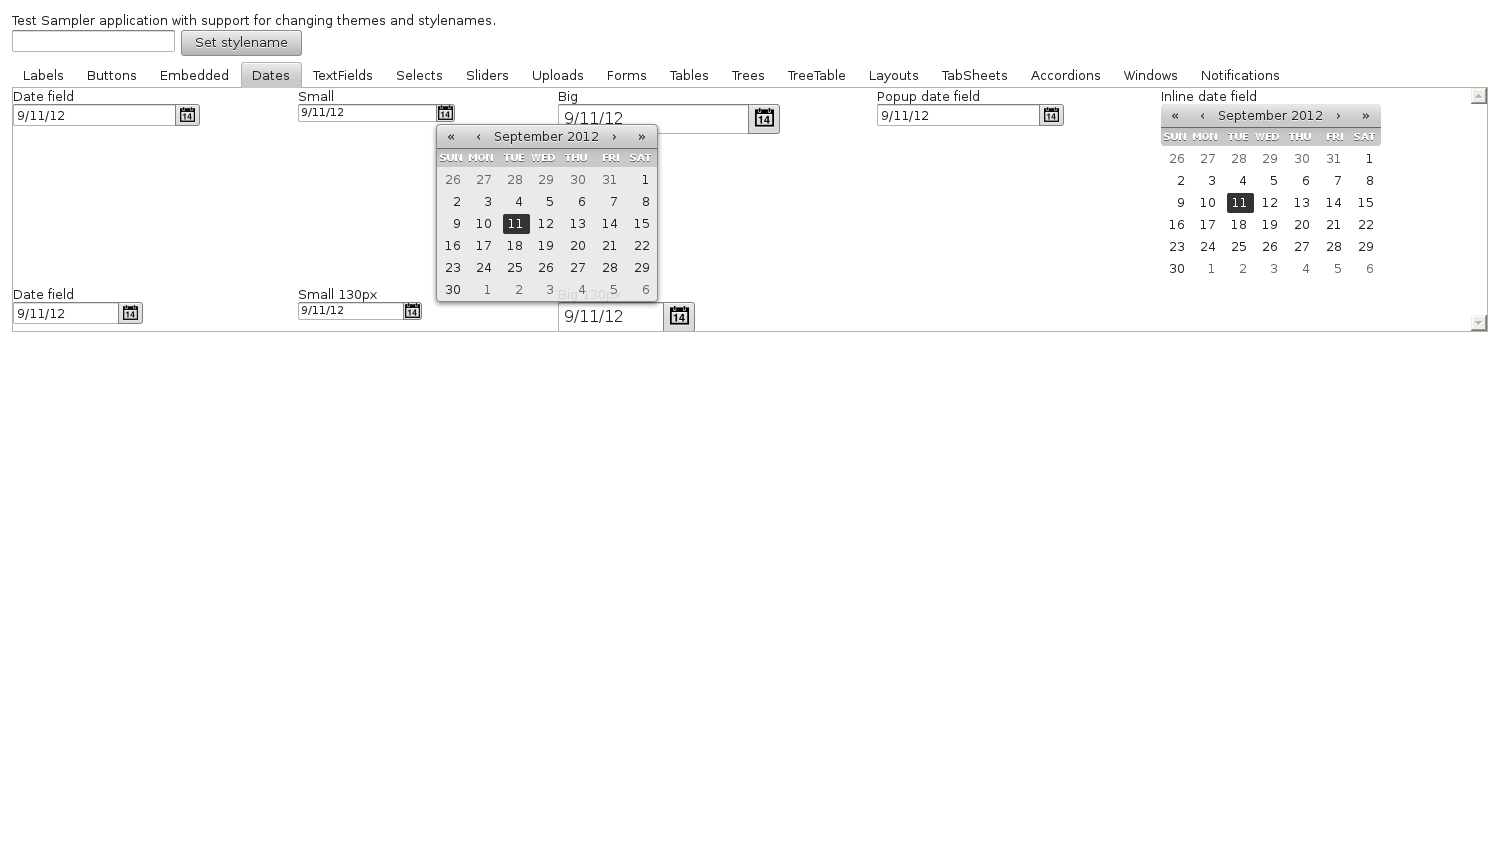 Test Sampler application with support for changing themes and stylenames.
Set stylename
Labels Buttons Embedded Dates TextFields Selects Sliders Uploads Forms Tables Trees TreeTable Layouts TabSheets Accordions Windows Notifications
Date field Small Big Popup date field Inline date field
9/11/12 14 9/11/12 14 9/11/12 14 9/11/12 14
« ‹ September 2012 › »
SUN MON TUE WED THU FRI SAT
26 27 28 29 30 31 1
2 3 4 5 6 7 8
9 10 11 12 13 14 15
16 17 18 19 20 21 22
23 24 25 26 27 28 29
30 1 2 3 4 5 6
« ‹ September 2012 › »
SUN MON TUE WED THU FRI SAT
26 27 28 29 30 31 1
2 3 4 5 6 7 8
9 10 11 12 13 14 15
16 17 18 19 20 21 22
23 24 25 26 27 28 29
30 1 2 3 4 5 6
Date field Small 130px Big 130px
9/11/12 14 9/11/12 14 9/11/12 14